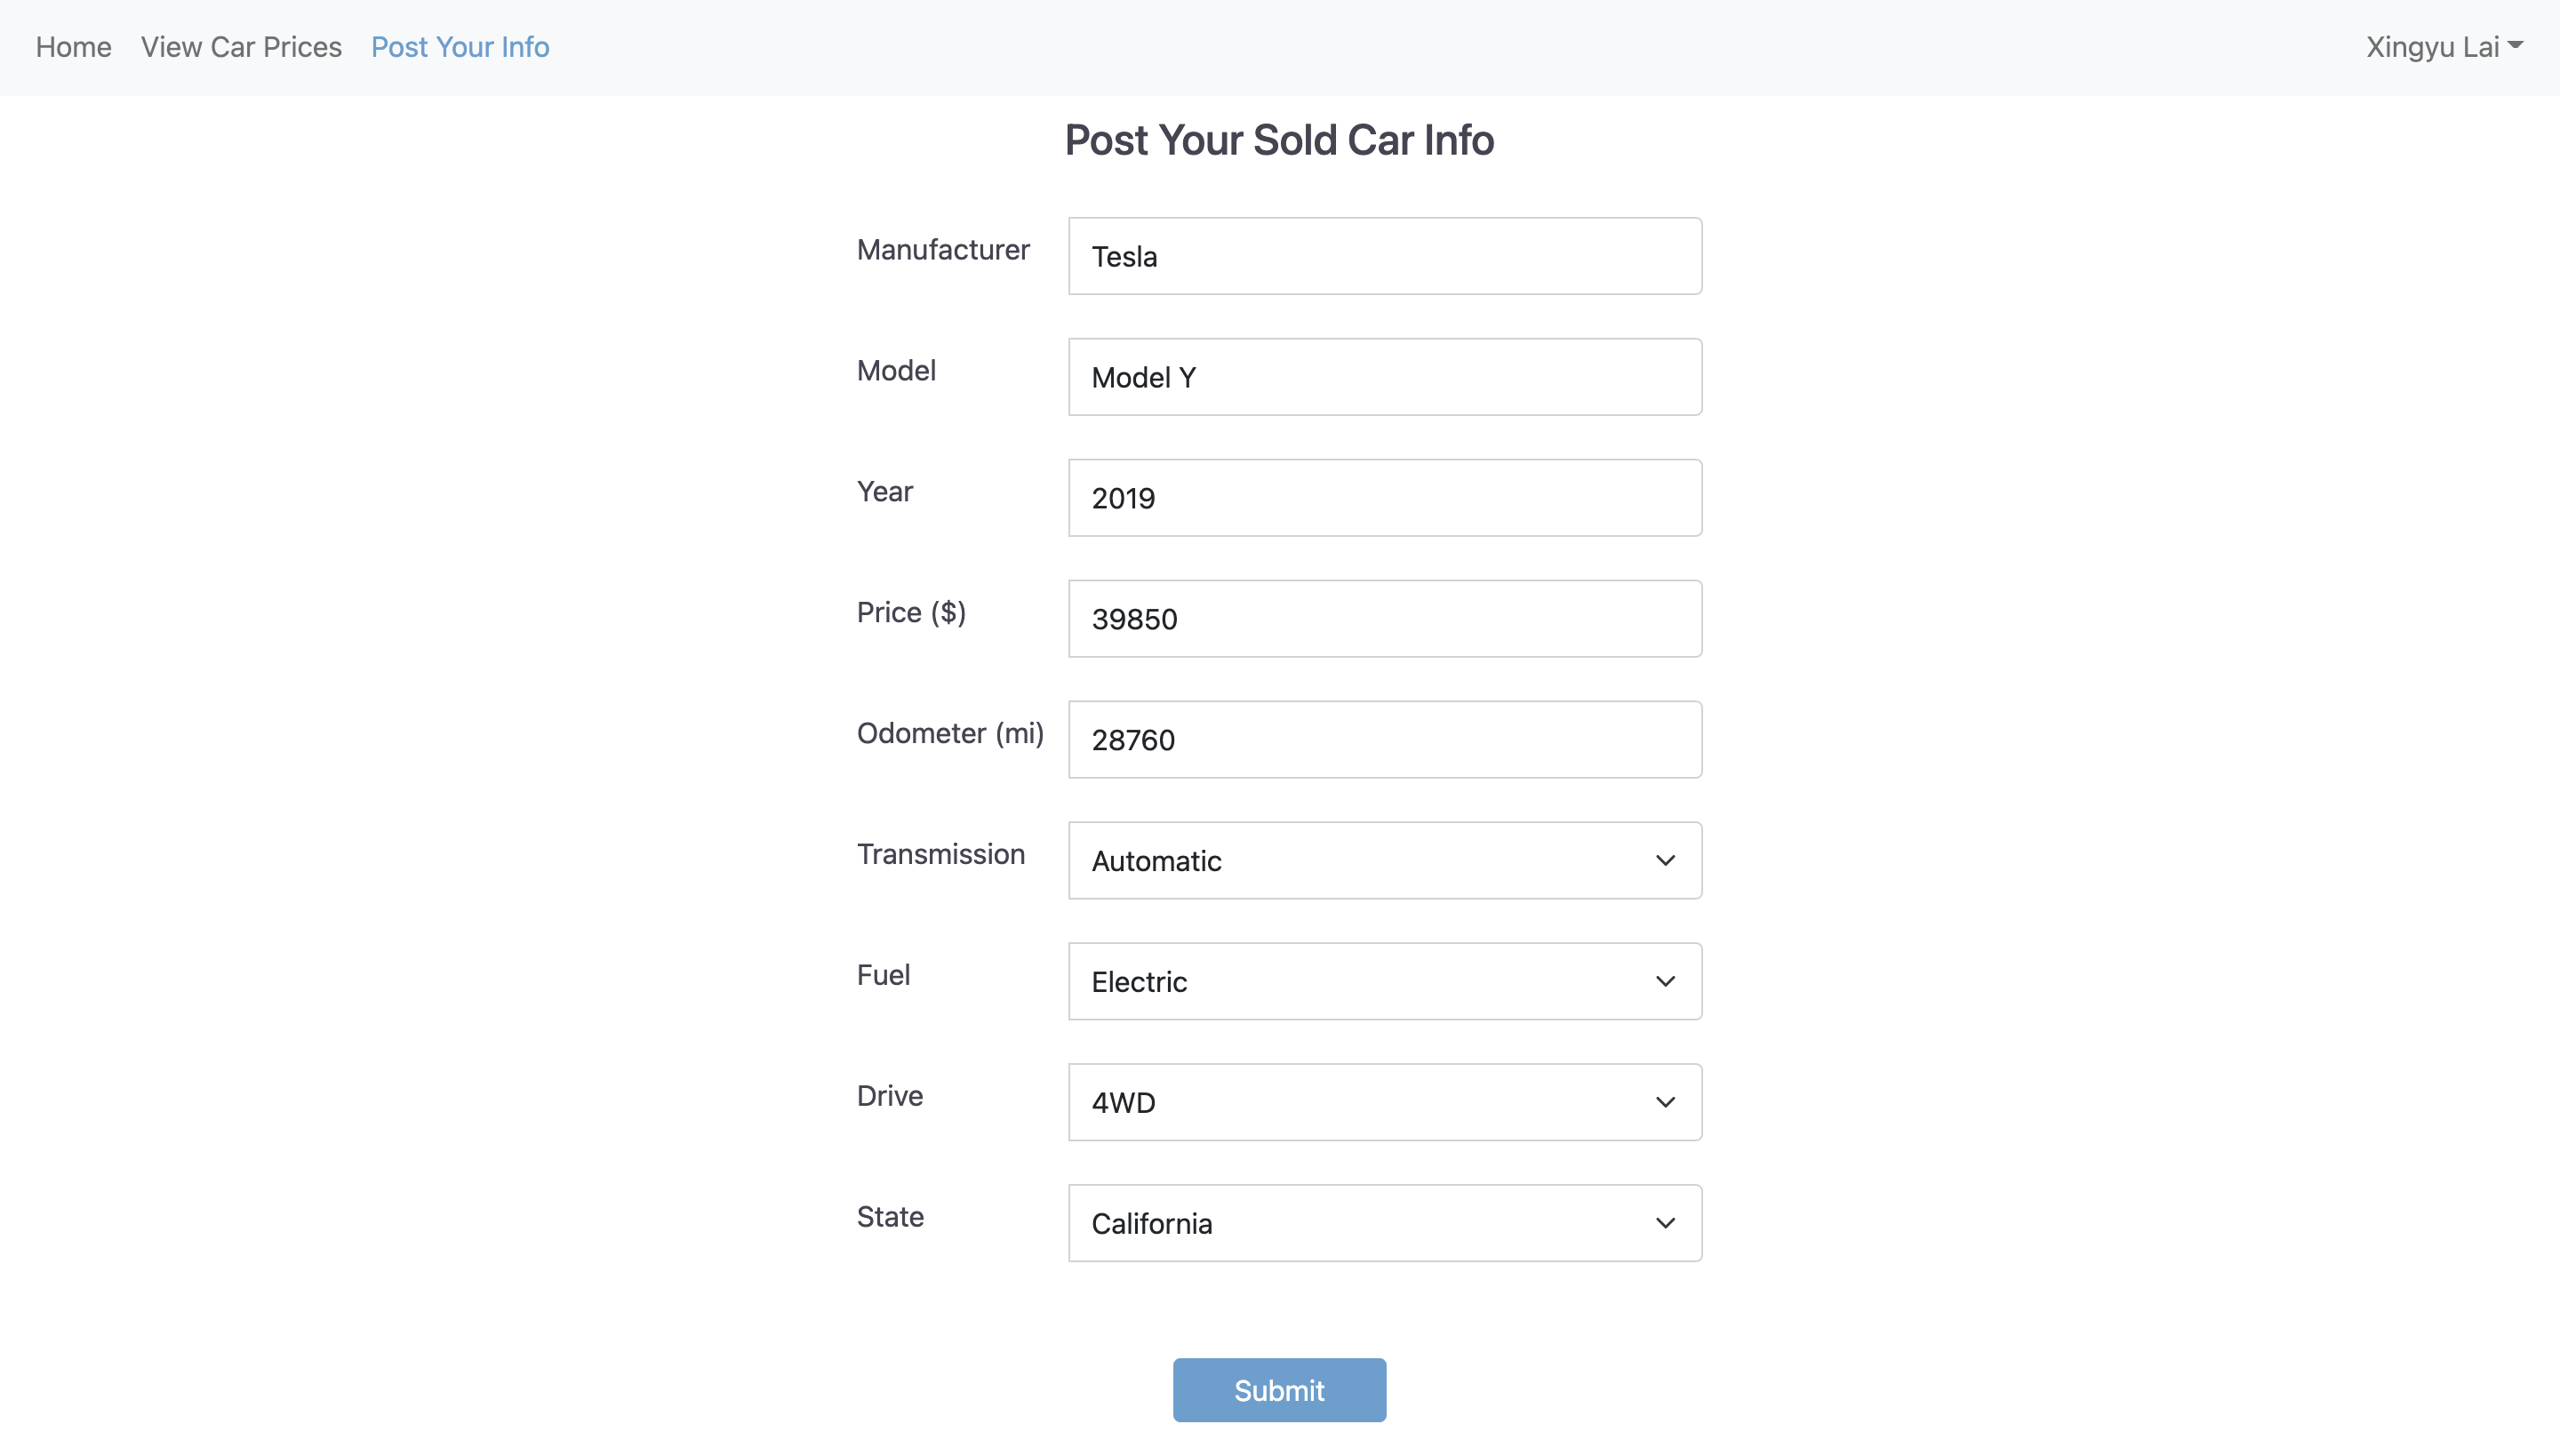 Home View Car Prices Post Your Info Xingyu Lai
Post Your Sold Car Info
Manufacturer Tesla
Model Model Y
Year 2019
Price ($) 39850
Odometer (mi) 28760
Transmission Automatic
Fuel Electric
Drive 4WD
State California
Submit